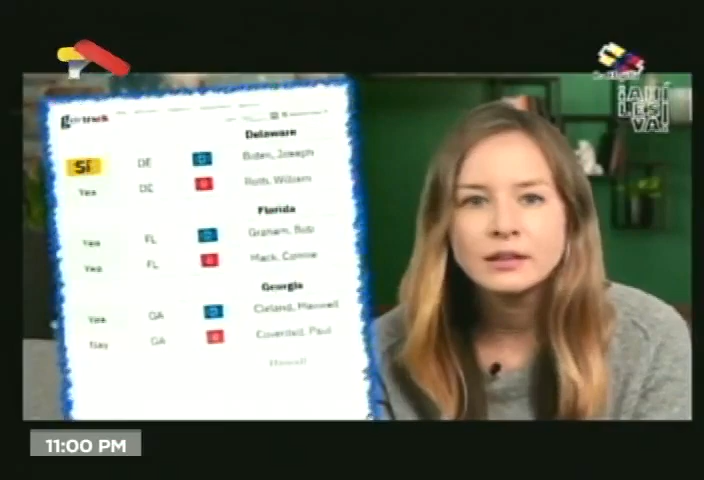 ¡AHÍ
LES
VA!
govtrack
Delaware
SÍ DE D Biden, Joseph
Yea DE R Roth, William
Florida
Yea FL D Graham, Bob
Yea FL R Mack, Connie
Georgia
Yea GA D Cleland, Maxwell
Nay GA R Coverdell, Paul
Hawaii
11:00 PM